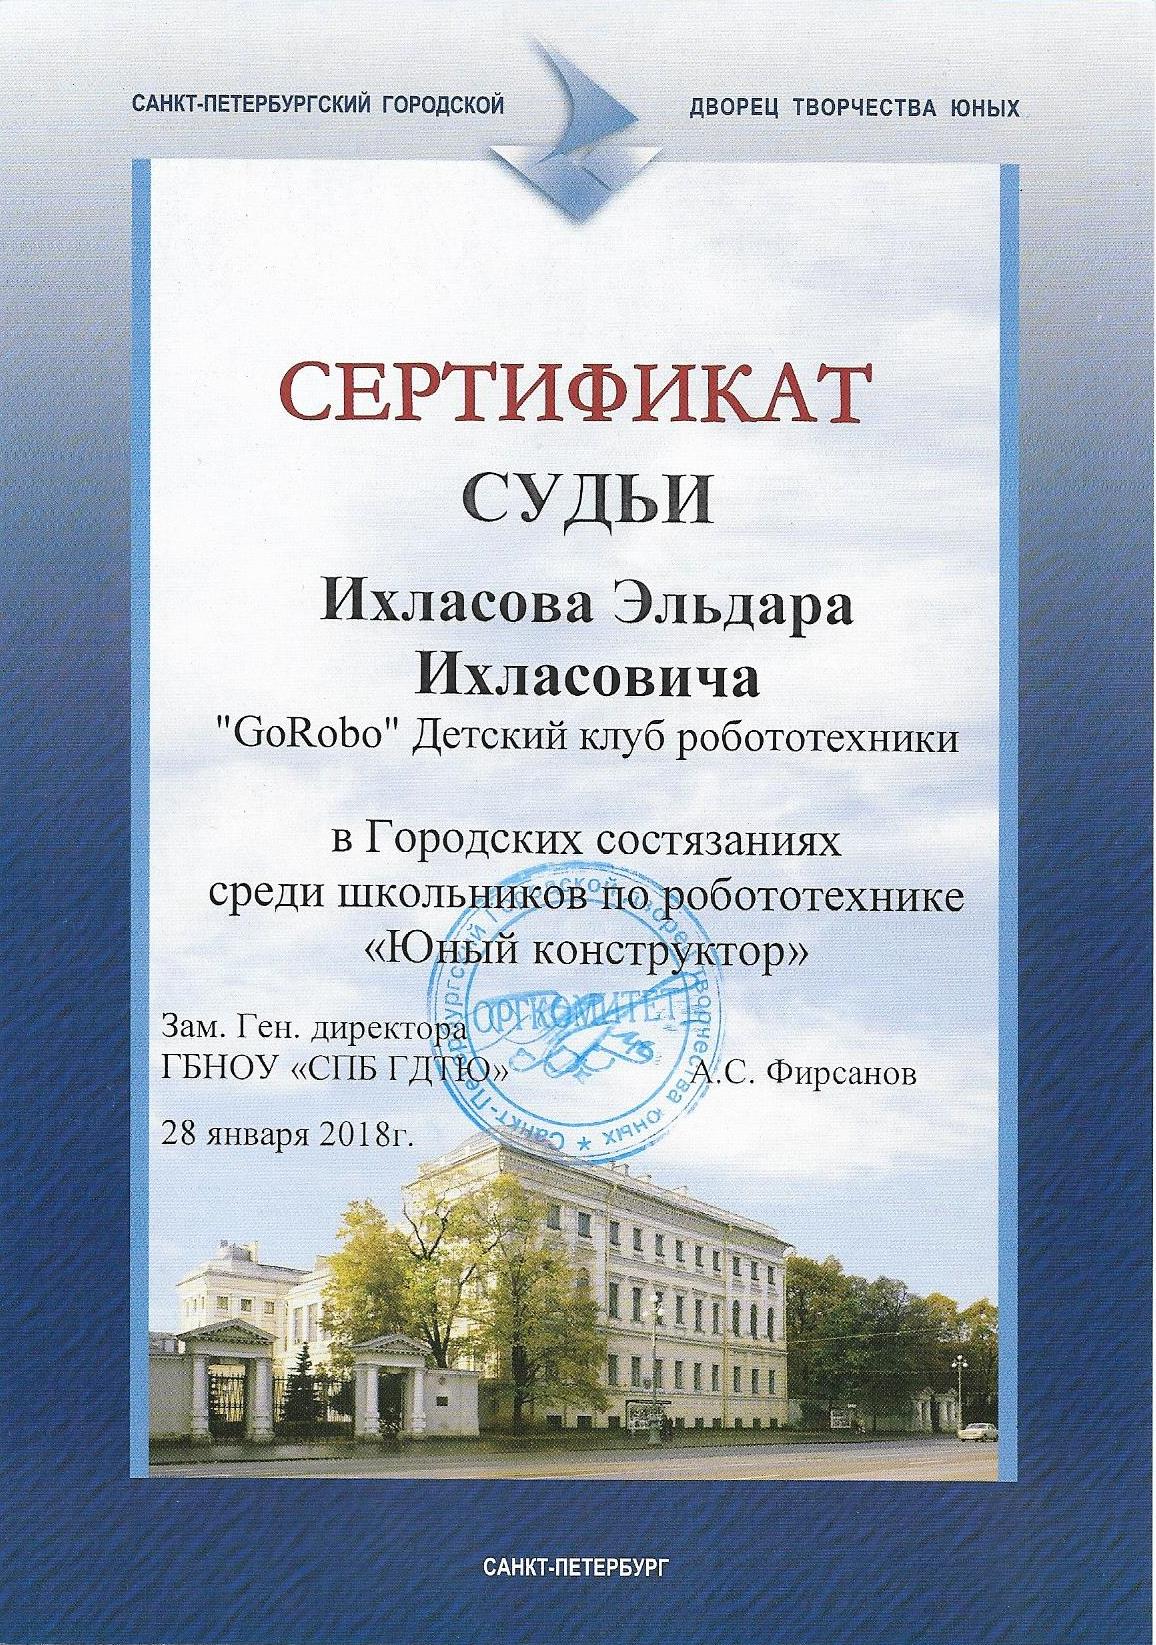 САНКТ-ПЕТЕРБУРГСКИЙ ГОРОДСКОЙ ДВОРЕЦ ТВОРЧЕСТВА ЮНЫХ
СЕРТИФИКАТ
СУДЬИ
Ихласова Эльдара
Ихласовича
"GoRobo" Детский клуб робототехники
в Городских состязаниях
среди школьников по робототехнике
«Юный конструктор»
Зам. Ген. директора
ГБНОУ «СПБ ГДТЮ» А.С. Фирсанов
28 января 2018г.
Санкт-Петербургский Городской Дворец творчества юных
ОРГКОМИТЕТ
САНКТ-ПЕТЕРБУРГ